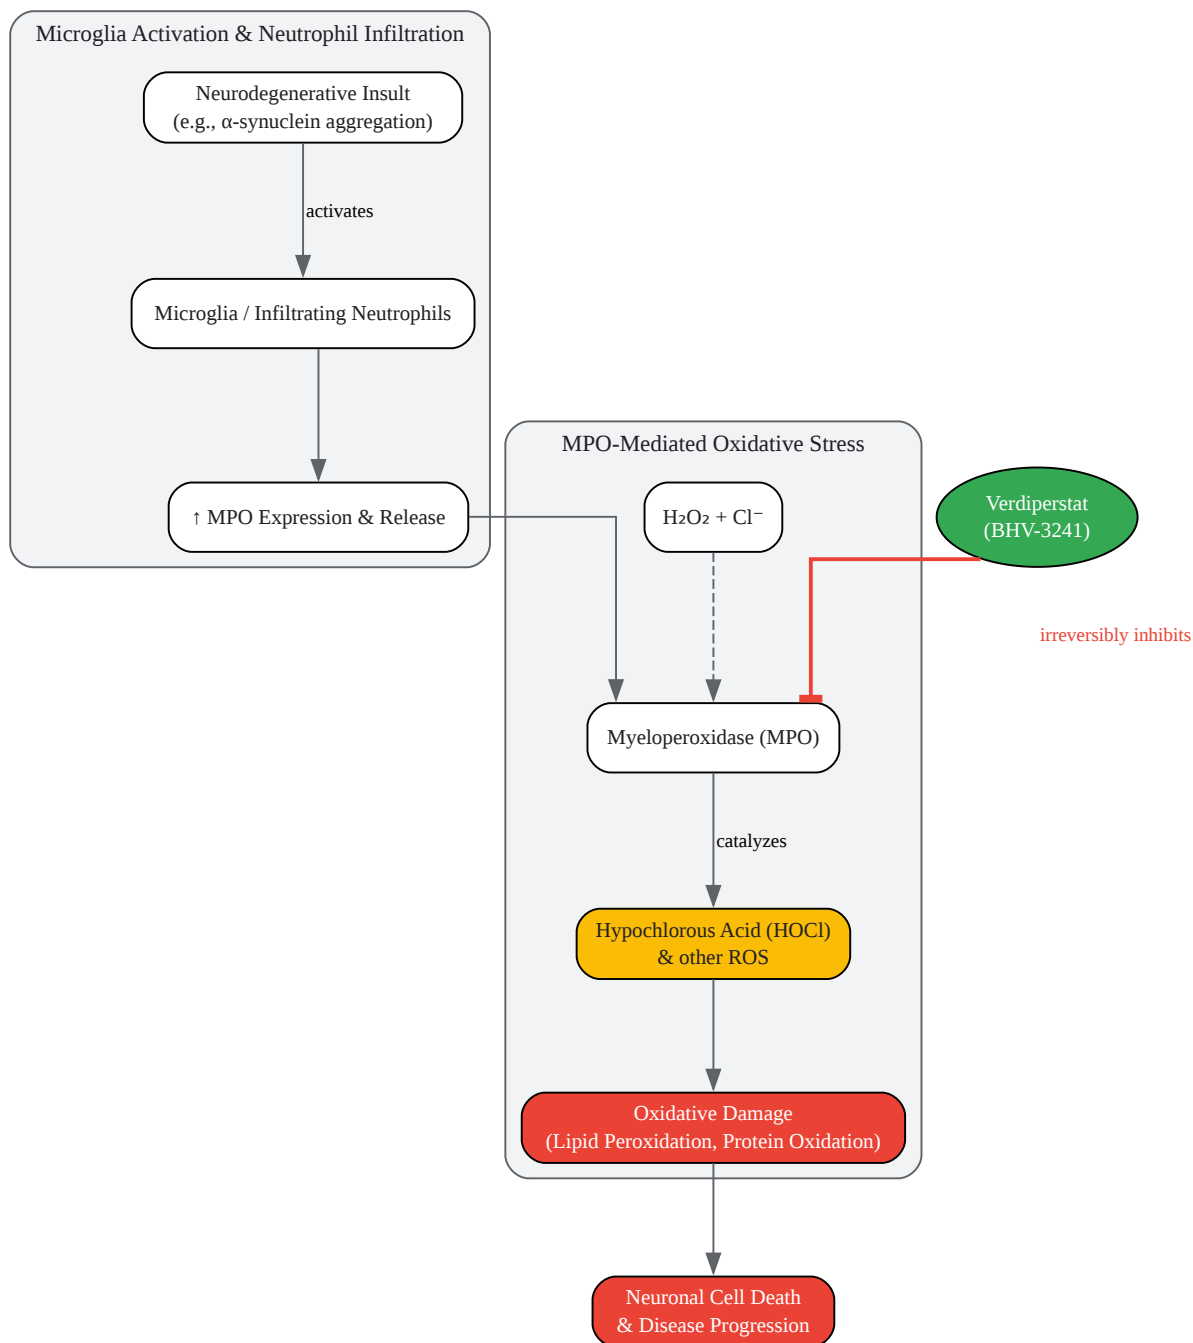 Microglia Activation & Neutrophil Infiltration
Neurodegenerative Insult
(e.g., α-synuclein aggregation)
activates
Microglia / Infiltrating Neutrophils
↑ MPO Expression & Release
MPO-Mediated Oxidative Stress
H₂O₂ + Cl⁻
Verdiperstat
(BHV-3241)
irreversibly inhibits
Myeloperoxidase (MPO)
catalyzes
Hypochlorous Acid (HOCl)
& other ROS
Oxidative Damage
(Lipid Peroxidation, Protein Oxidation)
Neuronal Cell Death
& Disease Progression